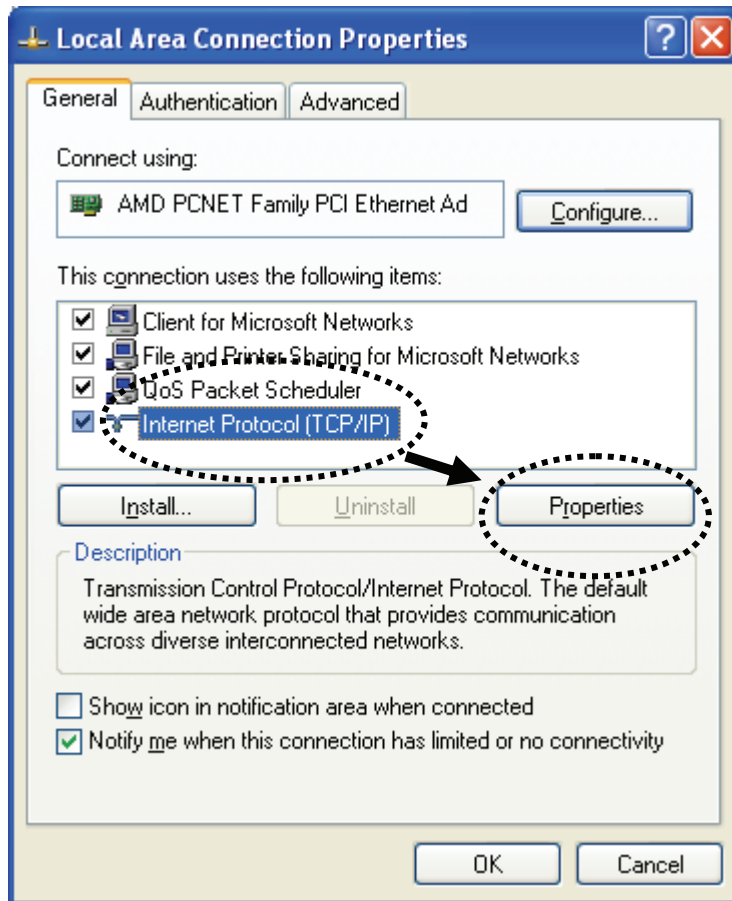 Local Area Connection Properties
General Authentication Advanced
Connect using:
AMD PCNET Family PCI Ethernet Ad
Configure...
This connection uses the following items:
Client for Microsoft Networks
File and Printer Sharing for Microsoft Networks
QoS Packet Scheduler
Internet Protocol (TCP/IP)
Install... Uninstall Properties
Description
Transmission Control Protocol/Internet Protocol. The default
wide area network protocol that provides communication
across diverse interconnected networks.
Show icon in notification area when connected
Notify me when this connection has limited or no connectivity
OK Cancel